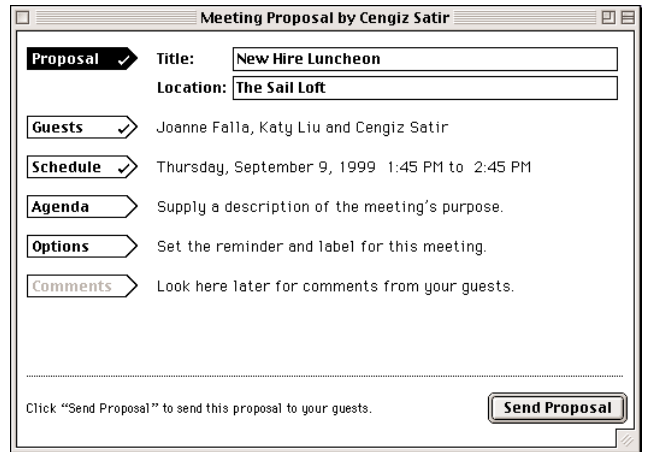 Meeting Proposal by Cengiz Satir
Proposal Title: New Hire Luncheon
Location: The Sail Loft
Guests Joanne Falla, Katy Liu and Cengiz Satir
Schedule Thursday, September 9, 1999 1:45 PM to 2:45 PM
Agenda Supply a description of the meeting's purpose.
Options Set the reminder and label for this meeting.
Comments Look here later for comments from your guests.
Click “Send Proposal” to send this proposal to your guests. Send Proposal